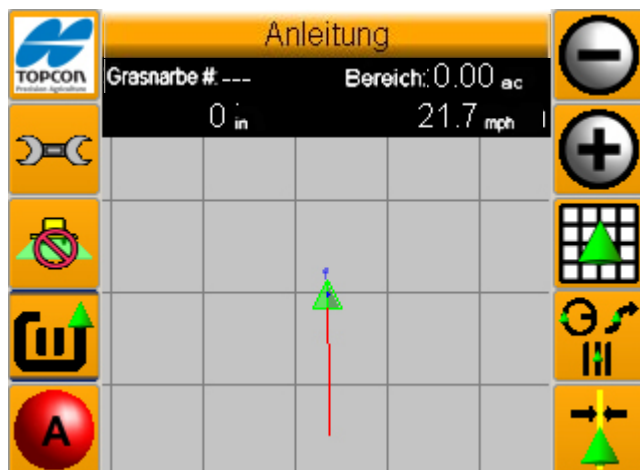 Anleitung
TOPCON
Precision Agriculture
Grasnarbe #:--- Bereich:0.00 ac
0 in 21.7 mph
A